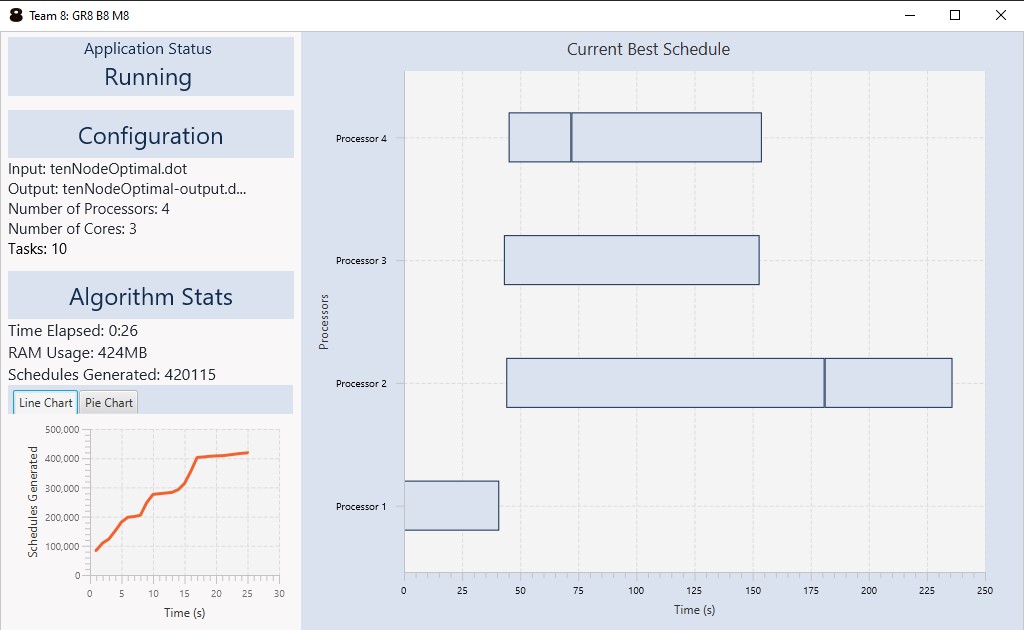 Team 8: GR8 B8 M8
Application Status
Running
Configuration
Input: tenNodeOptimal.dot
Output: tenNodeOptimal-output.d...
Number of Processors: 4
Number of Cores: 3
Tasks: 10
Algorithm Stats
Time Elapsed: 0:26
RAM Usage: 424MB
Schedules Generated: 420115
Line Chart
Pie Chart
Schedules Generated
500,000
400,000
300,000
200,000
100,000
0
0 5 10 15 20 25 30
Time (s)
Current Best Schedule
Processors
Processor 4
Processor 3
Processor 2
Processor 1
0 25 50 75 100 125 150 175 200 225 250
Time (s)